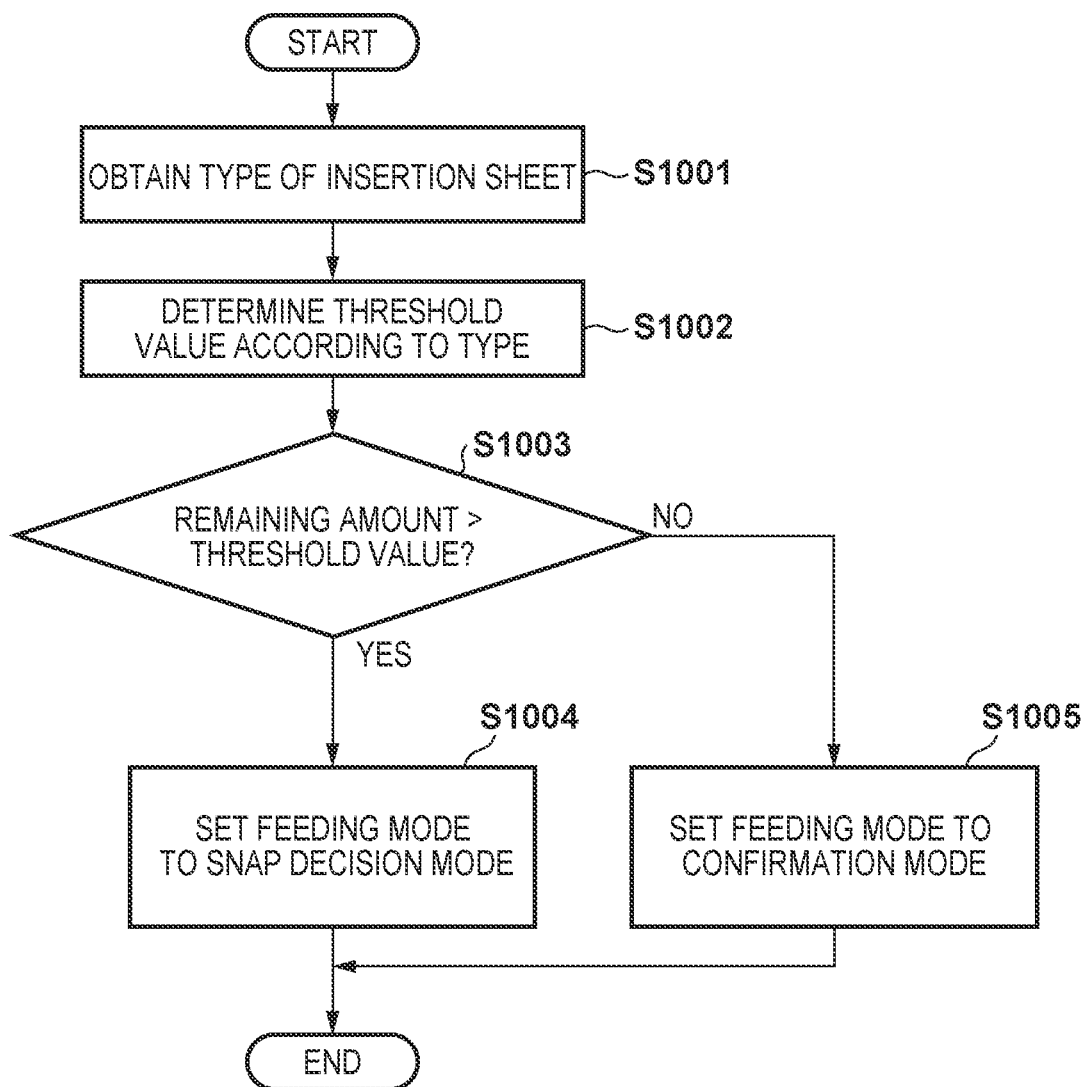 START
OBTAIN TYPE OF INSERTION SHEET
S1001
DETERMINE THRESHOLD
VALUE ACCORDING TO TYPE
S1002
S1003
REMAINING AMOUNT >
THRESHOLD VALUE?
NO
YES
S1004
SET FEEDING MODE
TO SNAP DECISION MODE
S1005
SET FEEDING MODE TO
CONFIRMATION MODE
END